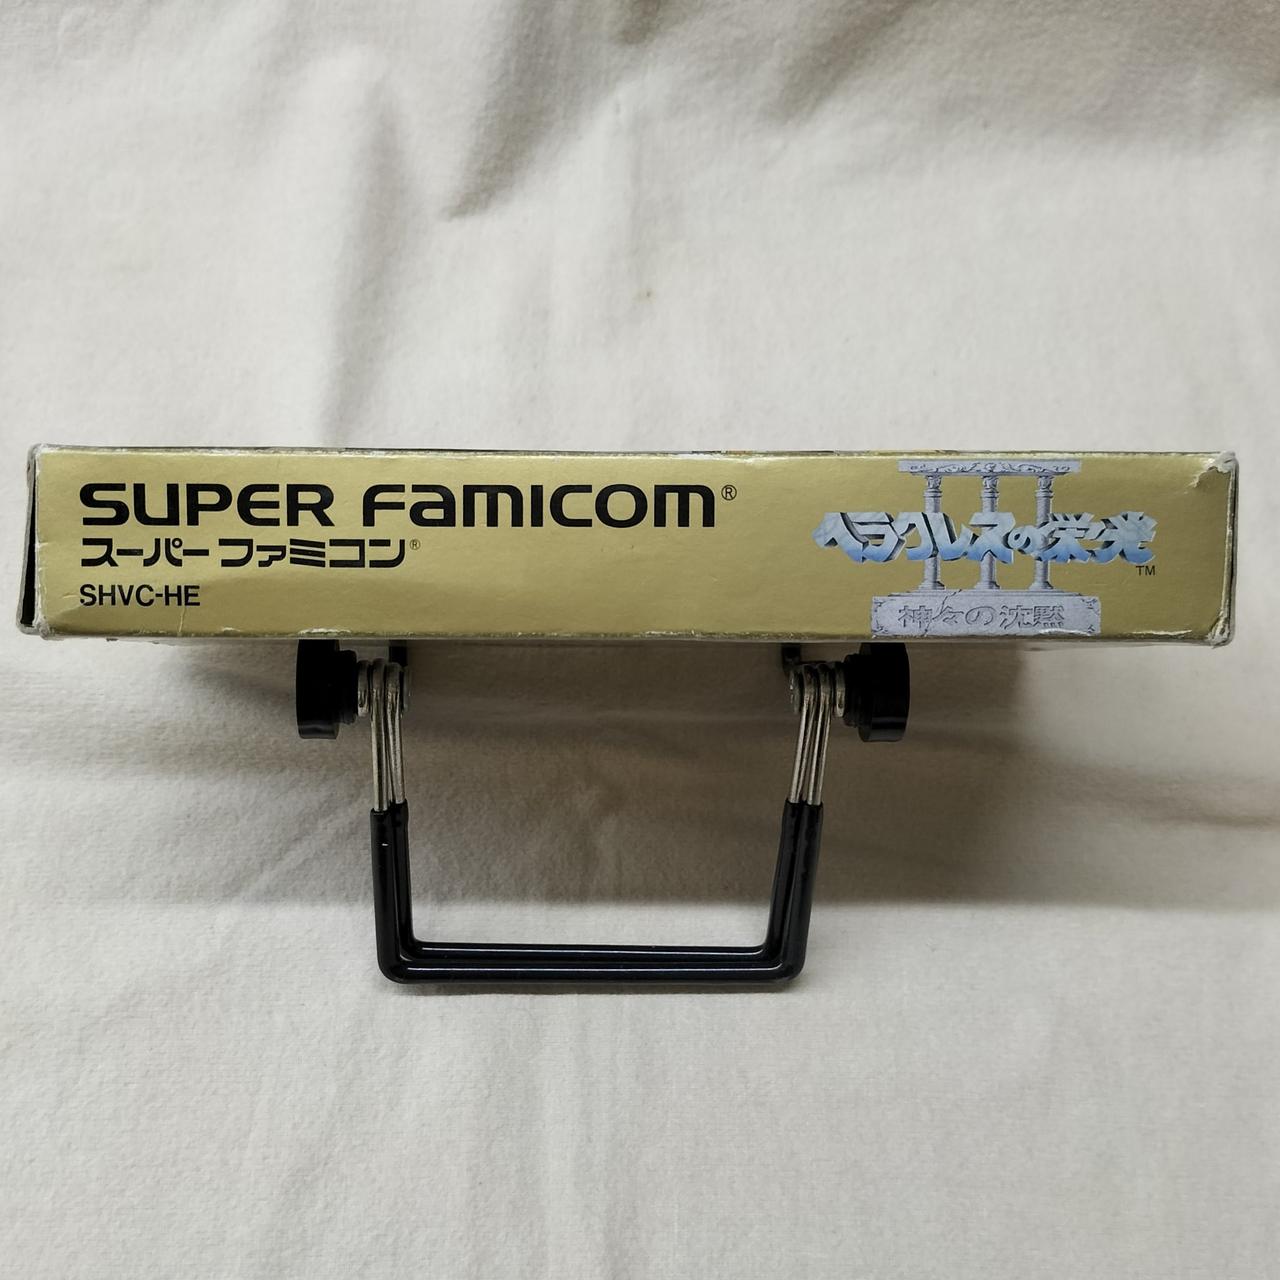 SUPER FamicOM®
スーパーファミコン®
SHVC-HE
III
ヘラクレスの栄光
TM
神々の沈黙